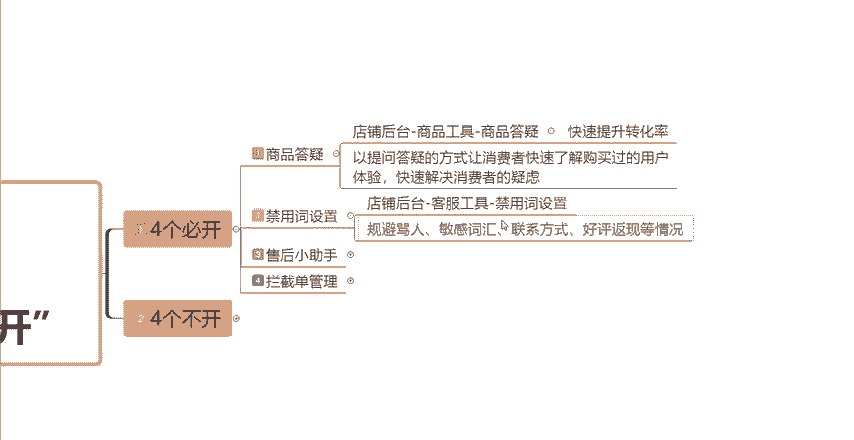 店铺后台-商品工具-商品答疑 快速提升转化率
1 商品答疑
以提问答疑的方式让消费者快速了解购买过的用户
体验，快速解决消费者的疑虑
店铺后台-客服工具-禁用词设置
2 禁用词设置
规避骂人、敏感词汇、联系方式、好评返现等情况
1 4个必开
3 售后小助手
4 拦截单管理
2 4个不开
开”